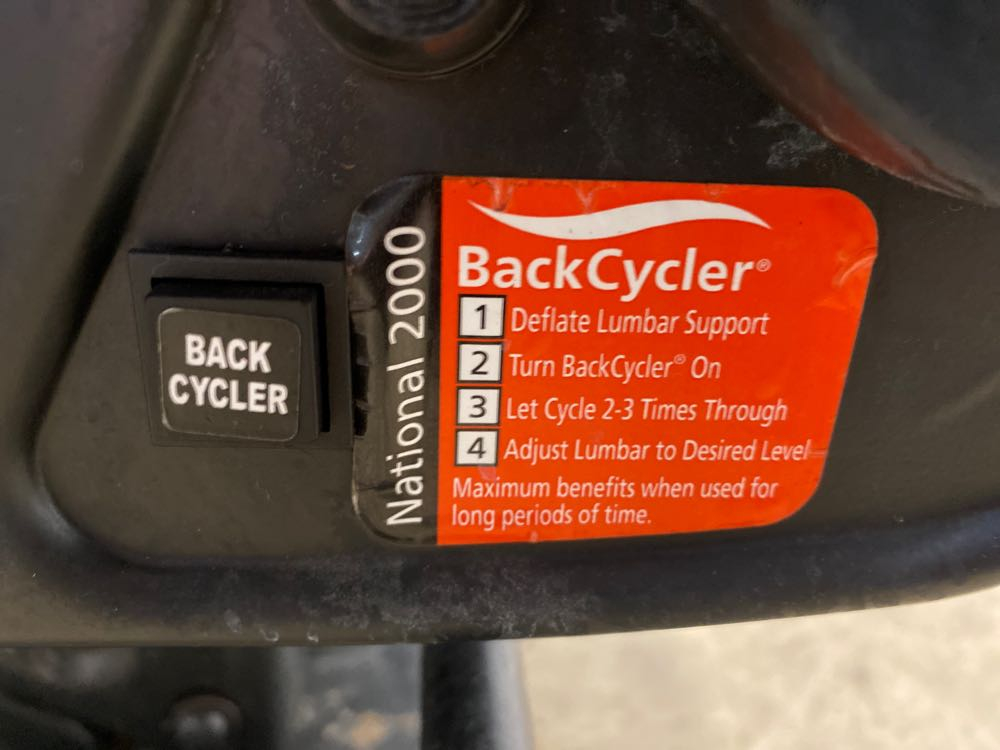 BACK
CYCLER
National 2000
BackCycler®
1 Deflate Lumbar Support
2 Turn BackCycler® On
3 Let Cycle 2-3 Times Through
4 Adjust Lumbar to Desired Level
Maximum benefits when used for
long periods of time.